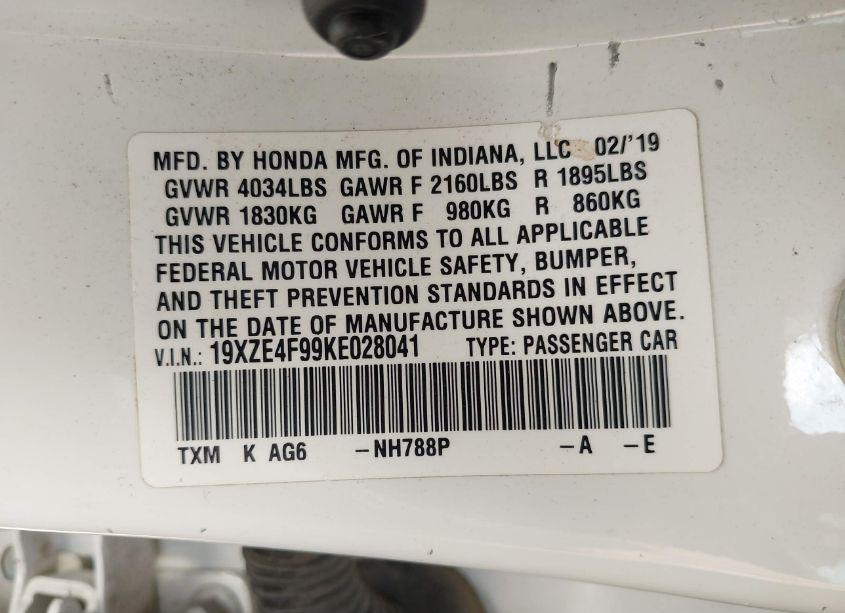 MFD. BY HONDA MFG. OF INDIANA, LLC 02/'19
GVWR 4034LBS GAWR F 2160LBS R 1895LBS
GVWR 1830KG GAWR F 980KG R 860KG
THIS VEHICLE CONFORMS TO ALL APPLICABLE
FEDERAL MOTOR VEHICLE SAFETY, BUMPER,
AND THEFT PREVENTION STANDARDS IN EFFECT
ON THE DATE OF MANUFACTURE SHOWN ABOVE.
V.I.N.: 19XZE4F99KE028041 TYPE: PASSENGER CAR
TXM K AG6 -NH788P -A -E